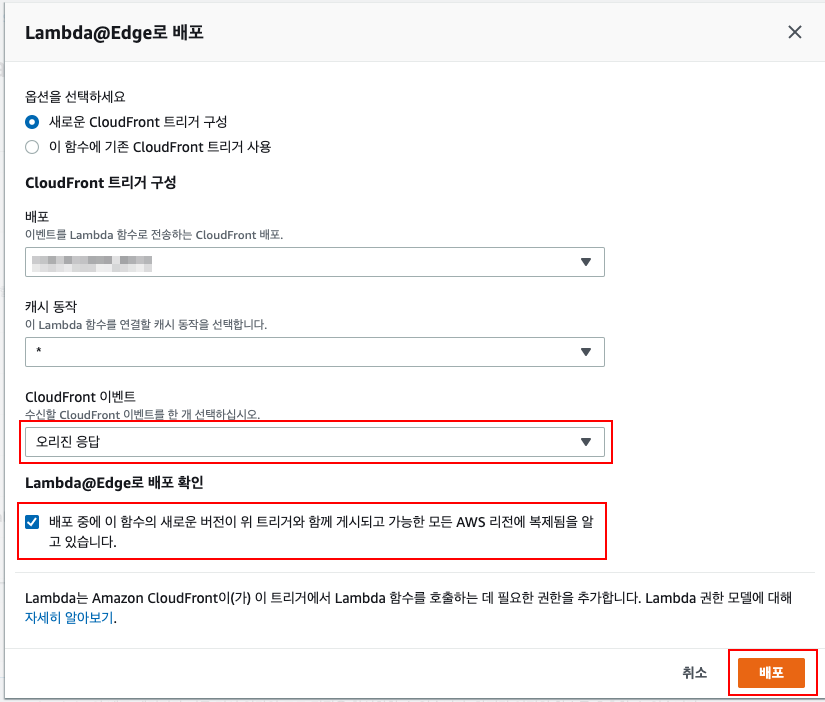 Lambda@Edge로 배포
옵션을 선택하세요
새로운 CloudFront 트리거 구성
이 함수에 기존 CloudFront 트리거 사용
CloudFront 트리거 구성
배포
이벤트를 Lambda 함수로 전송하는 CloudFront 배포.
캐시 동작
이 Lambda 함수를 연결할 캐시 동작을 선택합니다.
*
CloudFront 이벤트
수신할 CloudFront 이벤트를 한 개 선택하십시오.
오리진 응답
Lambda@Edge로 배포 확인
배포 중에 이 함수의 새로운 버전이 위 트리거와 함께 게시되고 가능한 모든 AWS 리전에 복제됨을 알
고 있습니다.
Lambda는 Amazon CloudFront이(가) 이 트리거에서 Lambda 함수를 호출하는 데 필요한 권한을 추가합니다. Lambda 권한 모델에 대해
자세히 알아보기.
취소
배포